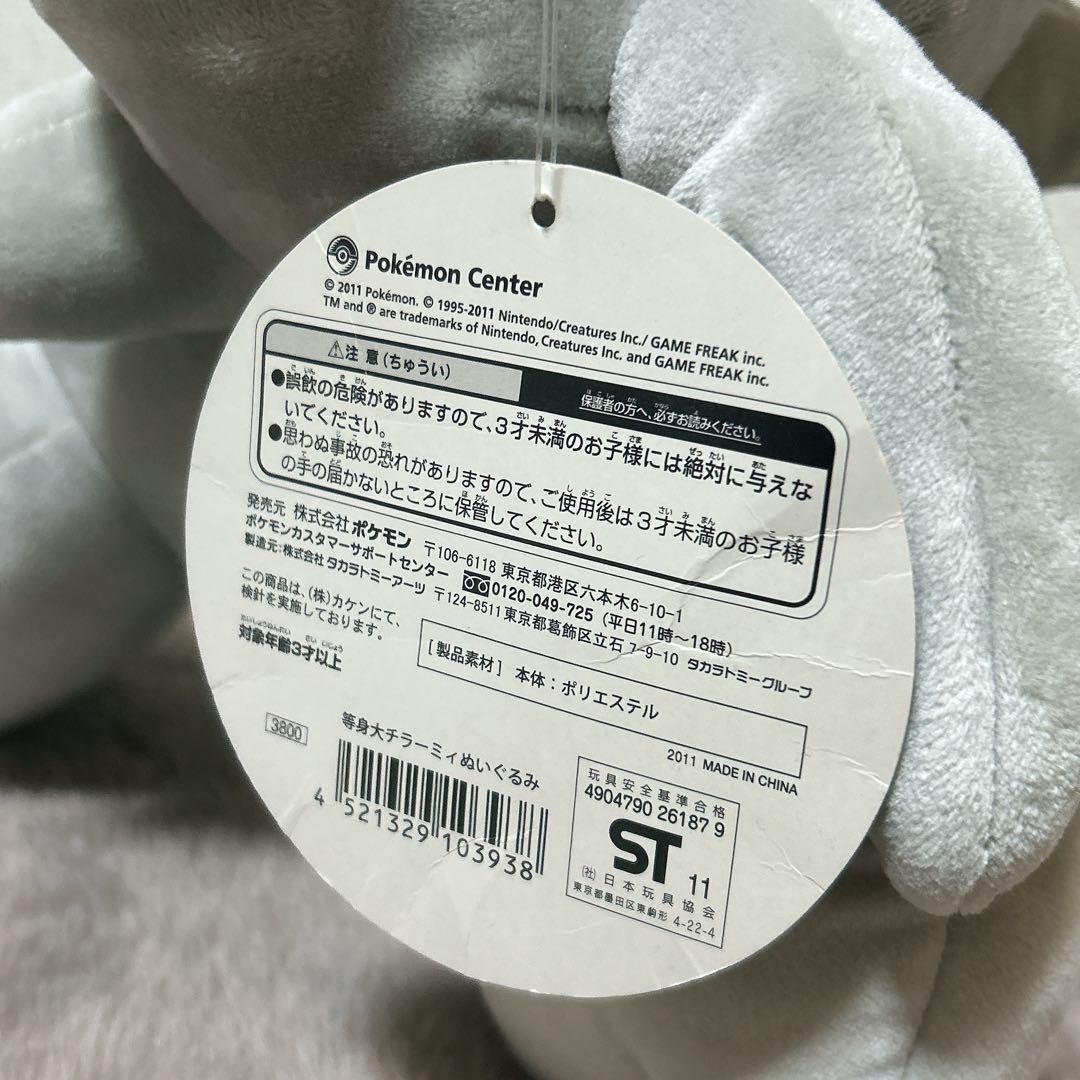 Pokémon Center
© 2011 Pokémon. © 1995-2011 Nintendo/Creatures Inc./ GAME FREAK inc.
TM and ® are trademarks of Nintendo, Creatures Inc. and GAME FREAK inc.
⚠注 意(ちゅうい)
保護者の方へ、必ずお読みください。
●誤飲の危険がありますので、3才未満のお子様には絶対に与えな
いでください。
●思わぬ事故の恐れがありますので、ご使用後は3才未満のお子様
の手の届かないところに保管してください。
発売元 株式会社ポケモン 〒106-6118 東京都港区六本木6-10-1
ポケモンカスタマーサポートセンター 0120-049-725 (平日11時〜18時)
製造元:株式会社 タカラトミーアーツ 〒124-8511 東京都葛飾区立石 7-9-10 タカラトミーグループ
この商品は、(株)カケンにて、
検針を実施しております。
対象年齢3才以上
[製品素材] 本体:ポリエステル
2011 MADE IN CHINA
3800
等身大チラーミィぬいぐるみ
4 521329 103938
玩具安全基準合格
4904790 26187 9
ST 11
(社)日本玩具協会
東京都墨田区東駒形 4-22-4